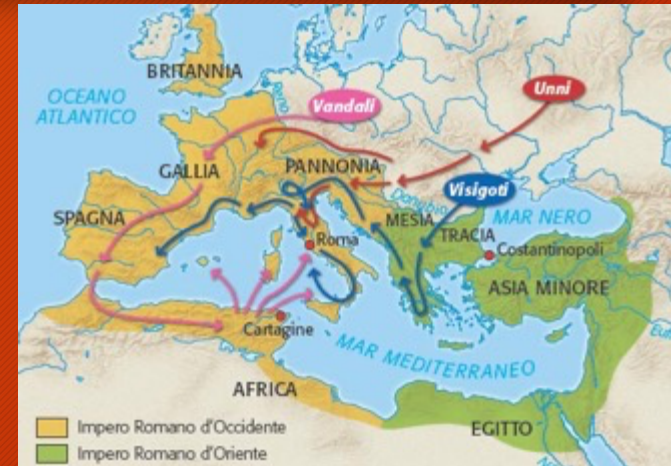 BRITANNIA
OCEANO
ATLANTICO
Reno
Vandali
Unni
GALLIA
PANNONIA
Danubio
Visigoti
SPAGNA
MESIA
MAR NERO
TRACIA
Roma
Costantinopoli
ASIA MINORE
Cartagine
MAR MEDITERRANEO
AFRICA
EGITTO
Impero Romano d'Occidente
Impero Romano d'Oriente